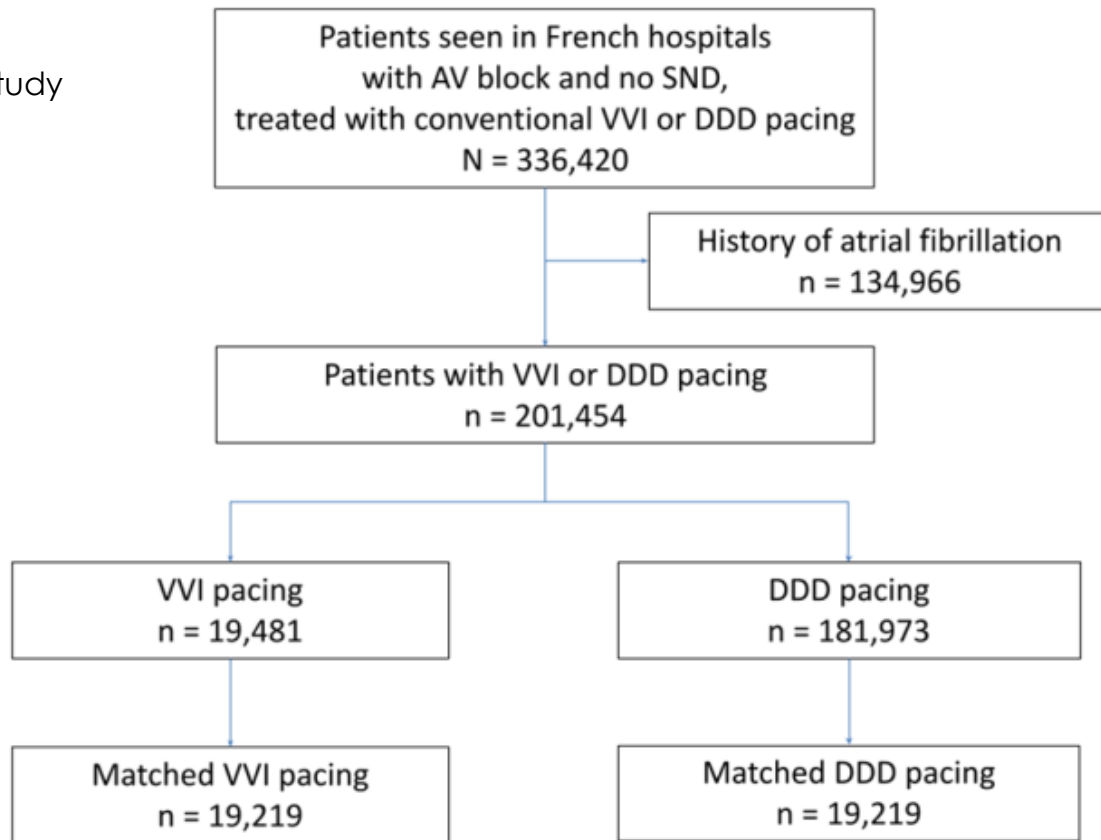 tudy
Patients seen in French hospitals
with AV block and no SND,
treated with conventional VVI or DDD pacing
N = 336,420
History of atrial fibrillation
n = 134,966
Patients with VVI or DDD pacing
n = 201,454
VVI pacing
n = 19,481
DDD pacing
n = 181,973
Matched VVI pacing
n = 19,219
Matched DDD pacing
n = 19,219